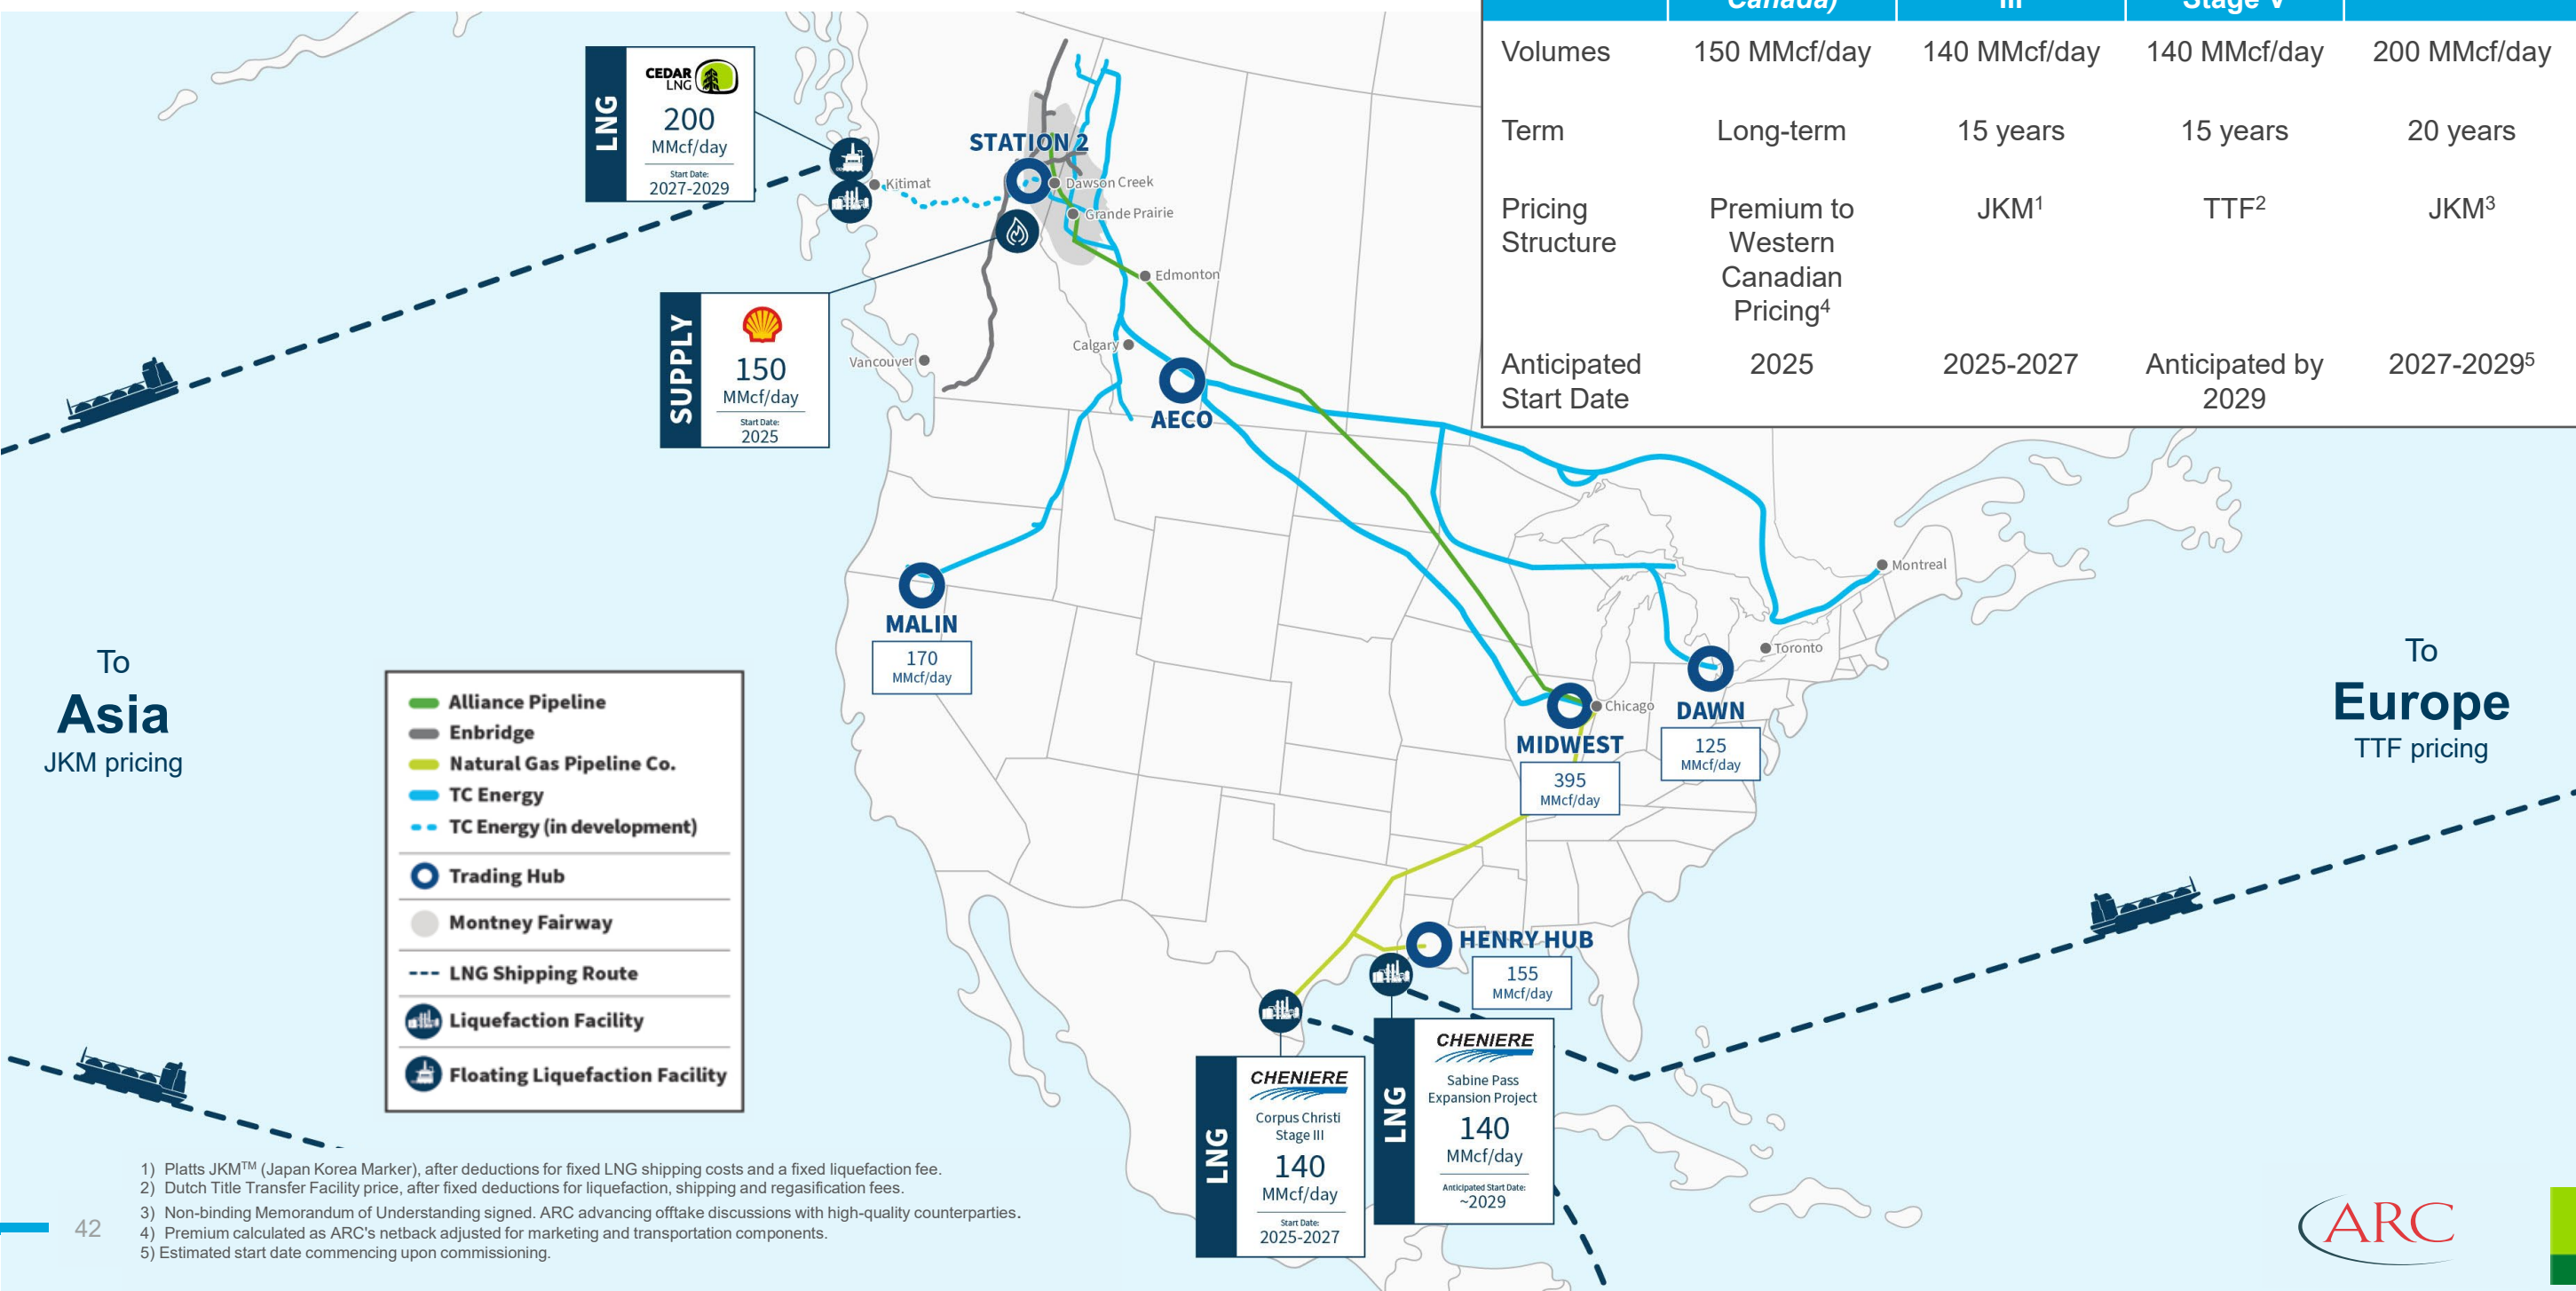 Canada)
III
Stage V
Volumes
150 MMcf/day
140 MMcf/day
140 MMcf/day
200 MMcf/day
Term
Long-term
15 years
15 years
20 years
Pricing
Structure
Premium to
Western
Canadian
Pricing4
JKM1
TTF2
JKM3
Anticipated
Start Date
2025
2025-2027
Anticipated by
2029
2027-20295
LNG
CEDAR
LNG
200
MMcf/day
Start Date:
2027-2029
STATION 2
Kitimat
Dawson Creek
Grande Prairie
Edmonton
SUPPLY
150
MMcf/day
Start Date:
2025
Vancouver
Calgary
AECO
MALIN
170
MMcf/day
Montreal
Toronto
Chicago
DAWN
125
MMcf/day
MIDWEST
395
MMcf/day
HENRY HUB
155
MMcf/day
To
Asia
JKM pricing
To
Europe
TTF pricing
Alliance Pipeline
Enbridge
Natural Gas Pipeline Co.
TC Energy
TC Energy (in development)
Trading Hub
Montney Fairway
LNG Shipping Route
Liquefaction Facility
Floating Liquefaction Facility
LNG
CHENIERE
Corpus Christi
Stage III
140
MMcf/day
Start Date:
2025-2027
LNG
CHENIERE
Sabine Pass
Expansion Project
140
MMcf/day
Anticipated Start Date:
~2029
1) Platts JKM™ (Japan Korea Marker), after deductions for fixed LNG shipping costs and a fixed liquefaction fee.
2) Dutch Title Transfer Facility price, after fixed deductions for liquefaction, shipping and regasification fees.
3) Non-binding Memorandum of Understanding signed. ARC advancing offtake discussions with high-quality counterparties.
4) Premium calculated as ARC's netback adjusted for marketing and transportation components.
5) Estimated start date commencing upon commissioning.
42
ARC